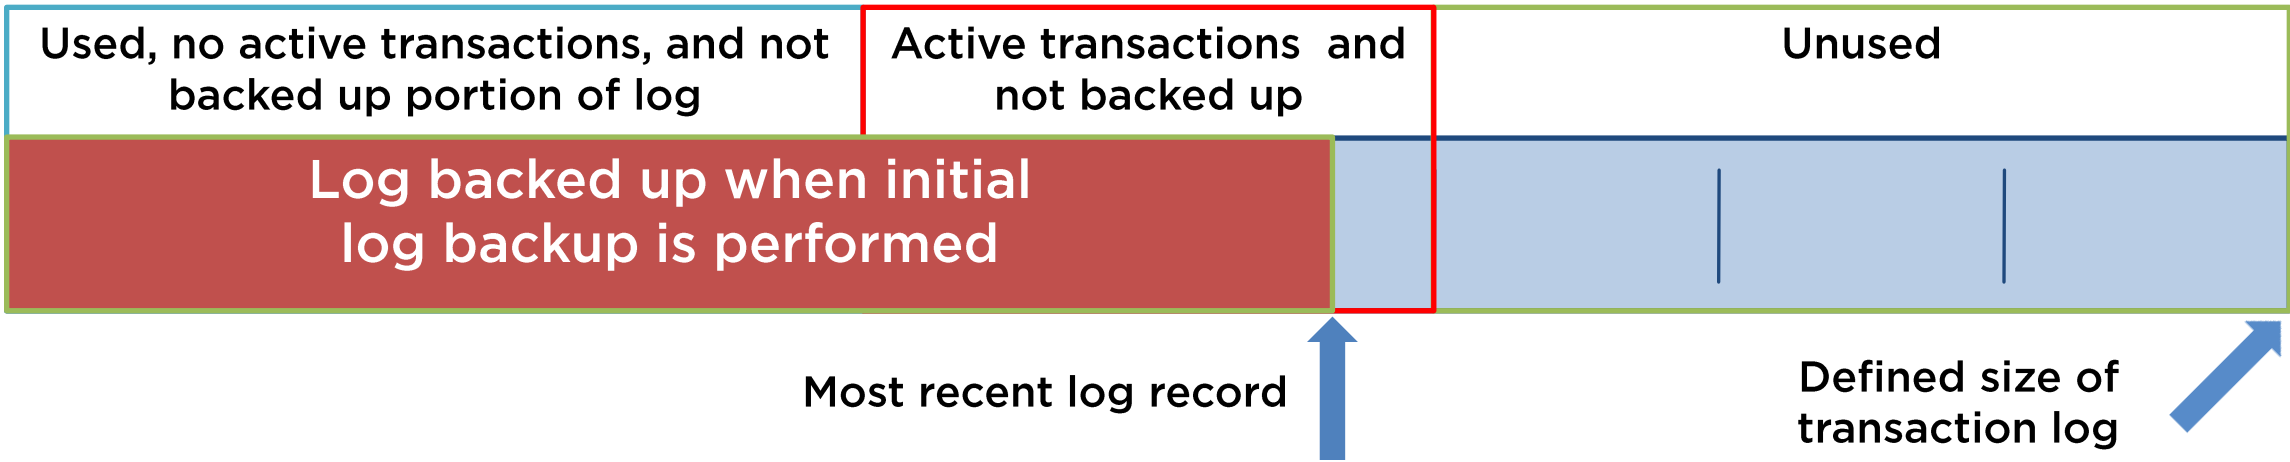 Used, no active transactions, and not
backed up portion of log
Active transactions and
not backed up
Unused
Log backed up when initial
log backup is performed
Most recent log record
Defined size of
transaction log